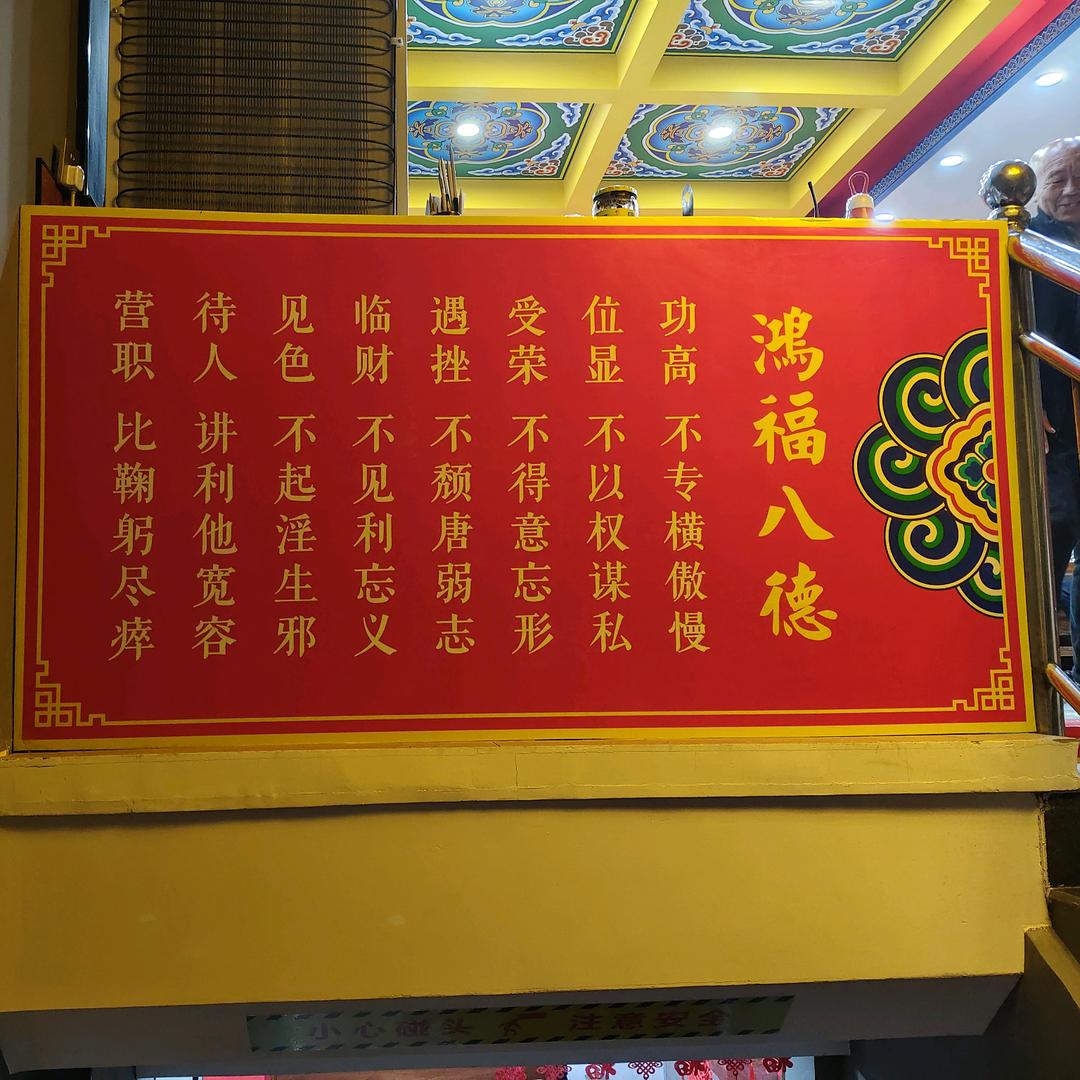 鸿福八德
功高 不专横傲慢
位显 不以权谋私
受荣 不得意忘形
遇挫 不颓唐弱志
临财 不见利忘义
见色 不起淫生邪
待人 讲利他宽容
营职 比鞠躬尽瘁
小心碰头 注意安全